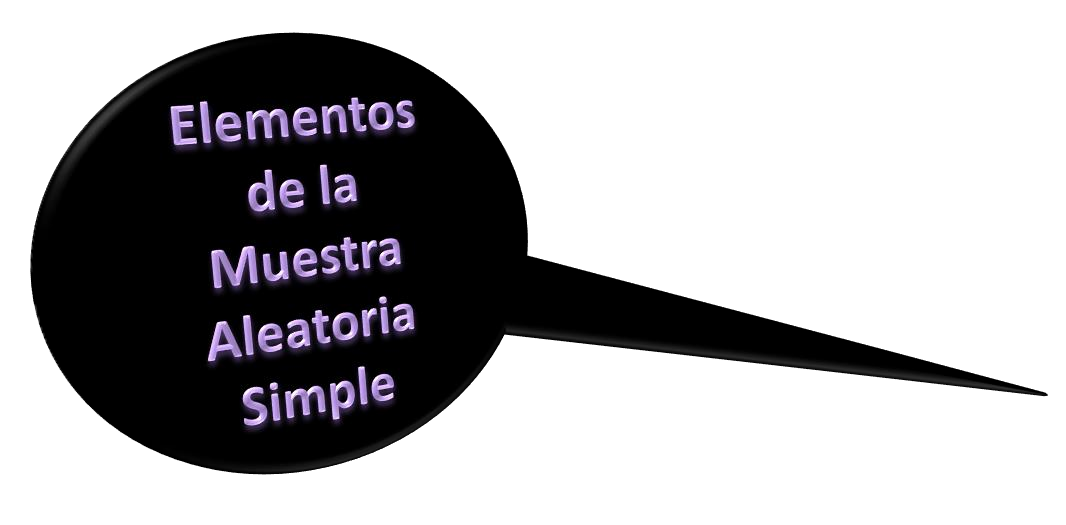 Elementos
de la
Muestra
Aleatoria
Simple